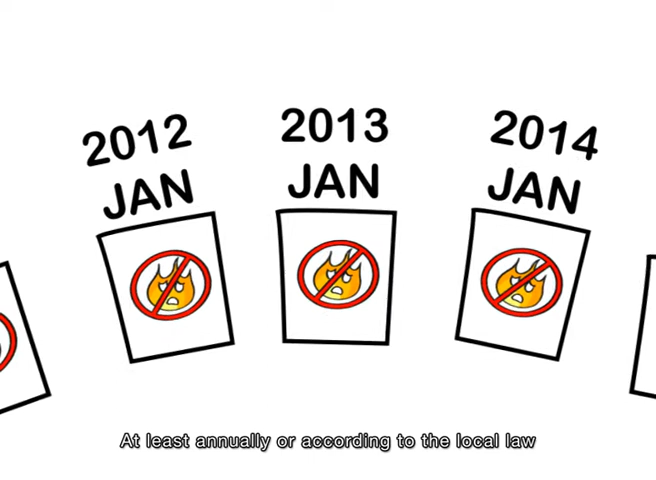 2012
JAN
2013
JAN
2014
JAN
At least annually or according to the local law